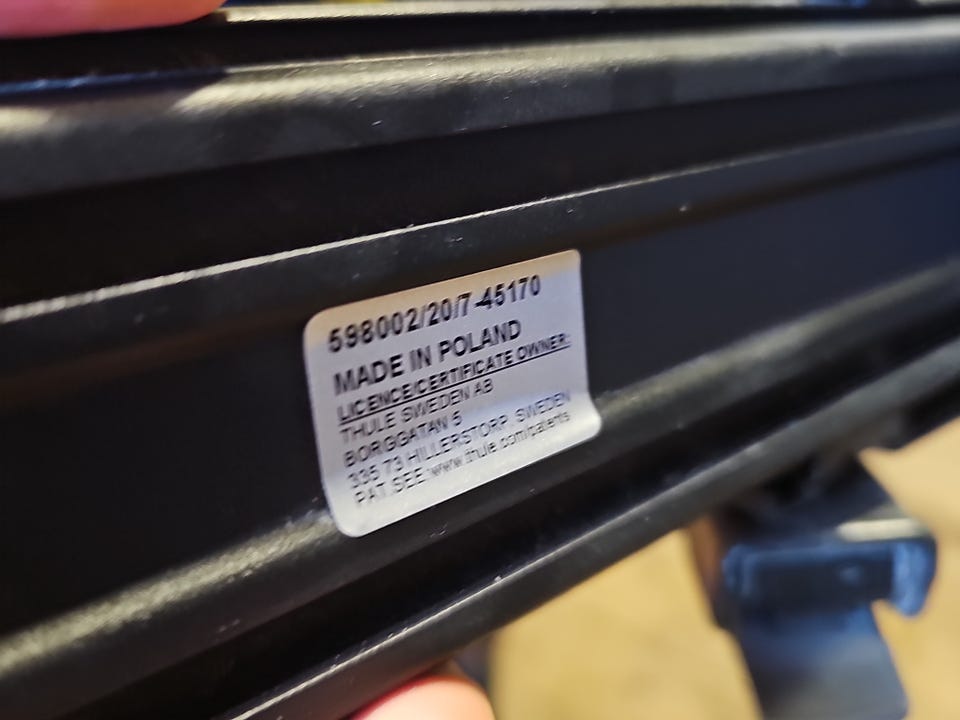 598002/20/7-45170
MADE IN POLAND
LICENCE/CERTIFICATE OWNER:
THULE SWEDEN AB
BORGGATAN 5
335 73 HILLERSTORP, SWEDEN
PAT.SEE:www.thule.com/patents